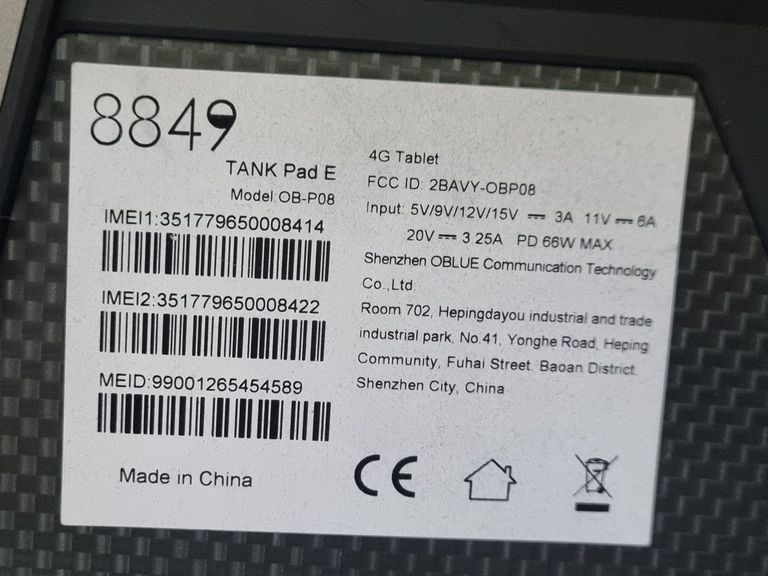 8849
TANK Pad E
Model:OB-P08
IMEI1:351779650008414
IMEI2:351779650008422
MEID:99001265454589
Made in China
4G Tablet
FCC ID: 2BAVY-OBP08
Input: 5V/9V/12V/15V ⎓ 3A 11V⎓6A
20V⎓3.25A PD 66W MAX
Shenzhen OBLUE Communication Technology
Co.,Ltd.
Room 702, Hepingdayou industrial and trade
industrial park, No.41, Yonghe Road, Heping
Community, Fuhai Street. Baoan District.
Shenzhen City, China
CE